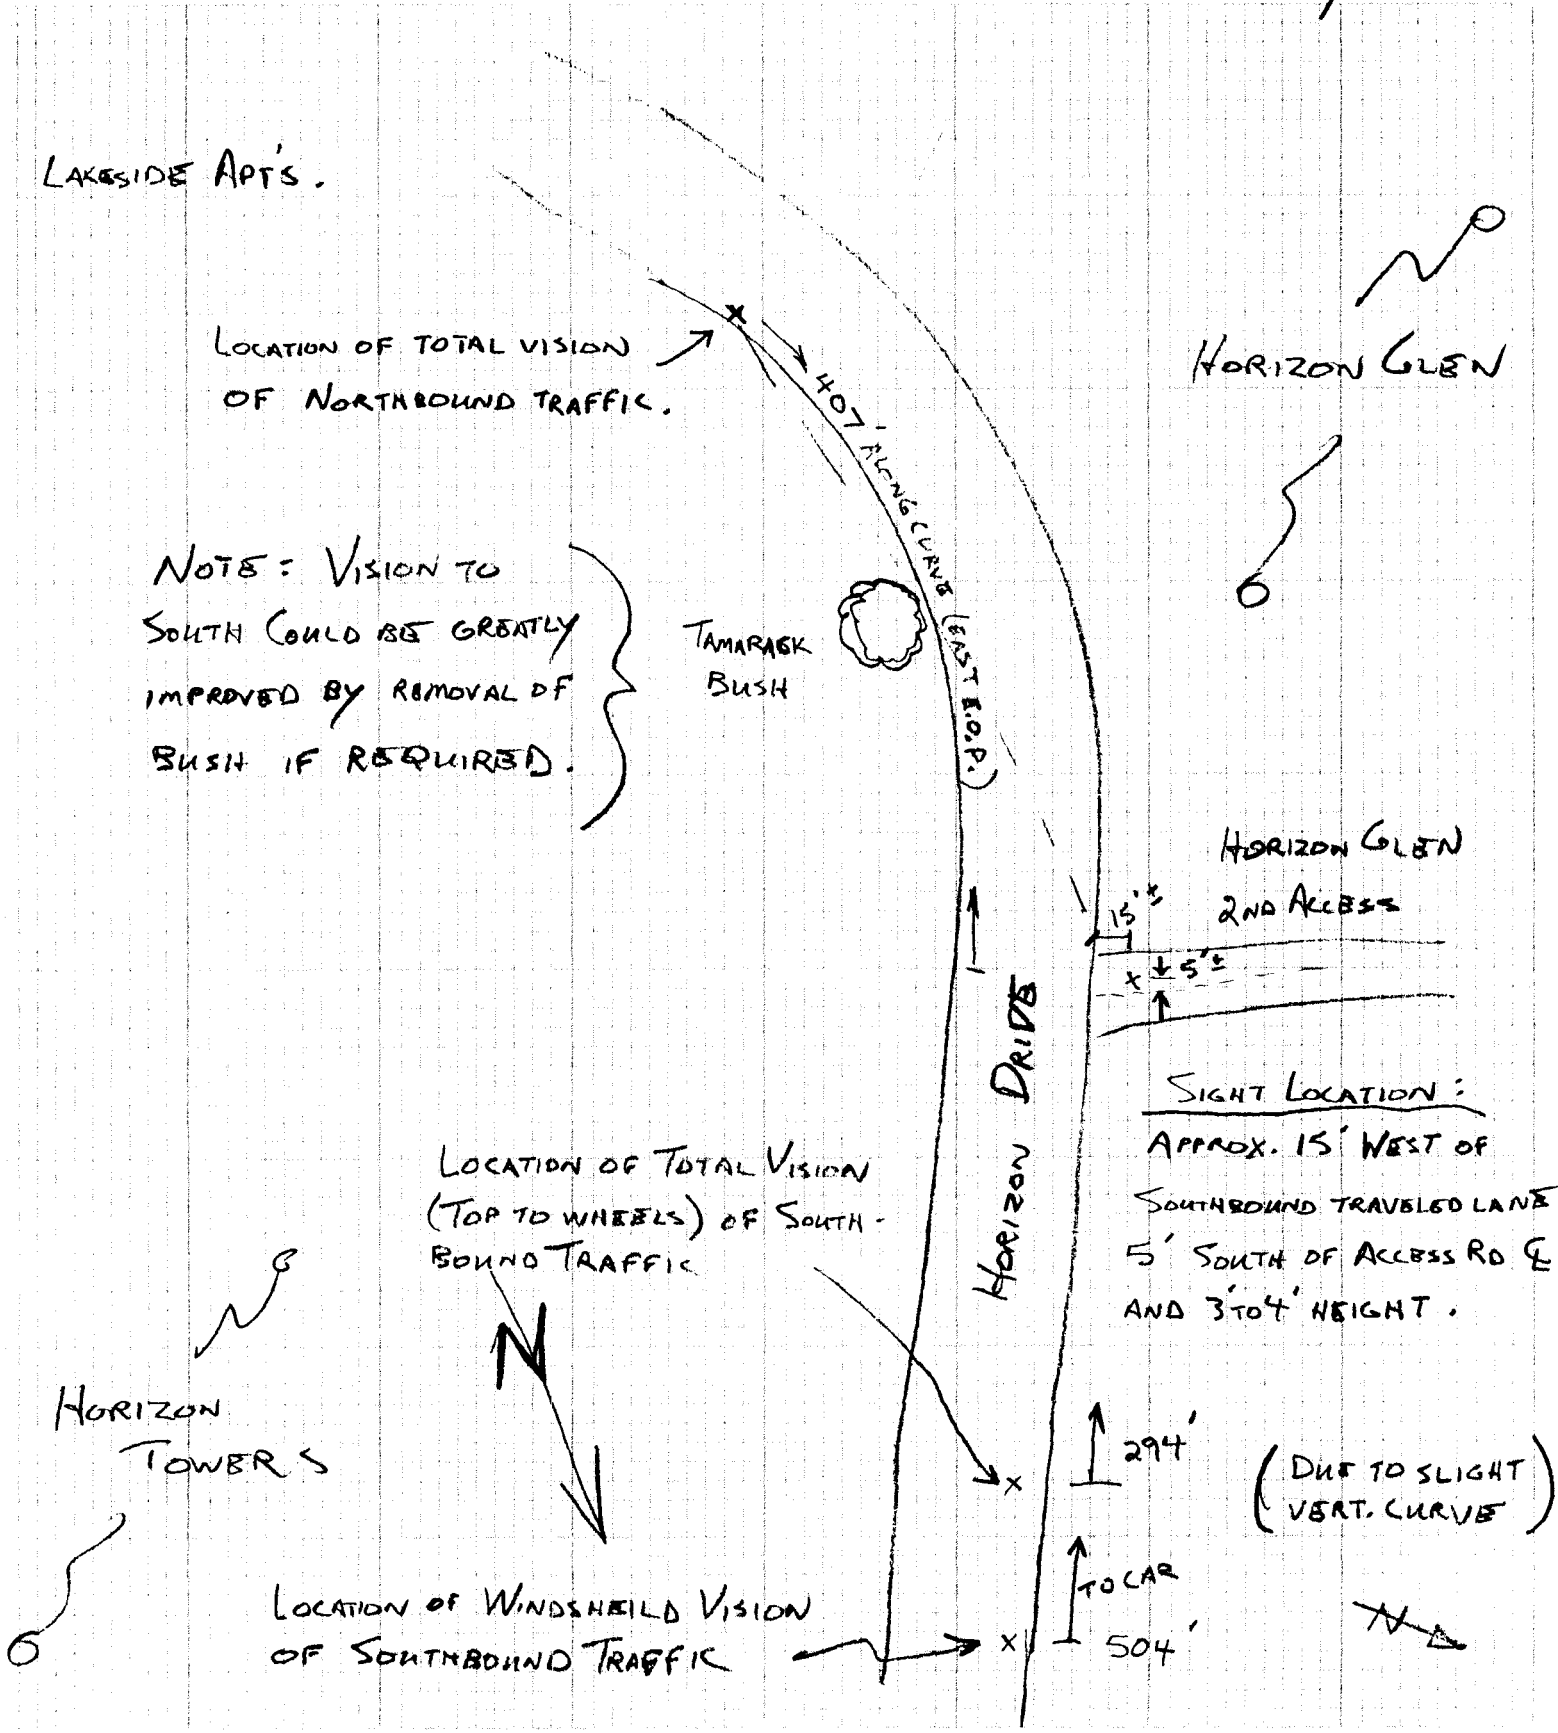 LAKESIDE APT'S.
LOCATION OF TOTAL VISION
OF NORTHBOUND TRAFFIC.
HORIZON GLEN
407' ALONG CURVE (EAST E.O.P.)
NOTE: VISION TO
SOUTH COULD BE GREATLY
IMPROVED BY REMOVAL OF
BUSH IF REQUIRED.
TAMARASK
BUSH
HORIZON GLEN
2ND ACCESS
15'±
x 5'±
HORIZON DRIVE
SIGHT LOCATION:
APPROX. 15' WEST OF
SOUTHBOUND TRAVELED LANE
5' SOUTH OF ACCESS RD ℄
AND 3' TO 4' HEIGHT.
LOCATION OF TOTAL VISION
(TOP TO WHEELS) OF SOUTH-
BOUND TRAFFIC
N
HORIZON
TOWERS
x
294'
(DUE TO SLIGHT
VERT. CURVE)
TO CAR
LOCATION OF WINDSHEILD VISION
OF SOUTHBOUND TRAFFIC
x
504'
N